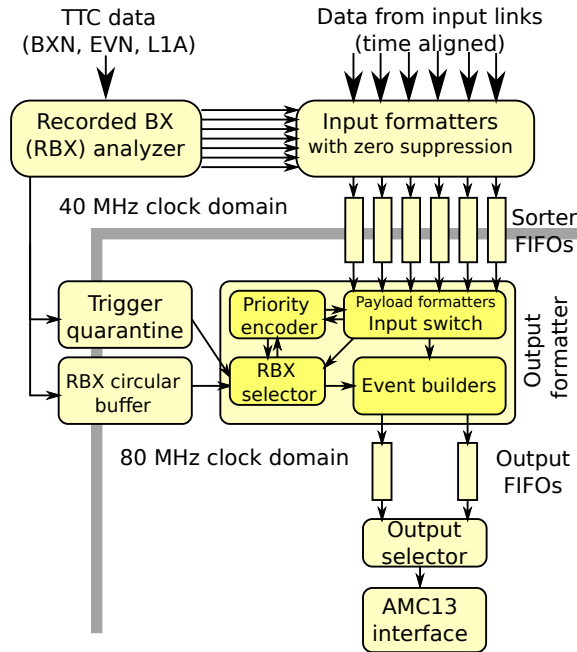 TTC data
(BXN, EVN, L1A)
Data from input links
(time aligned)
Recorded BX
(RBX) analyzer
Input formatters
with zero suppression
40 MHz clock domain
Sorter
FIFOs
Trigger
quarantine
RBX circular
buffer
Priority
encoder
Payload formatters
Input switch
RBX
selector
Event builders
Output
formatter
80 MHz clock domain
Output
FIFOs
Output
selector
AMC13
interface